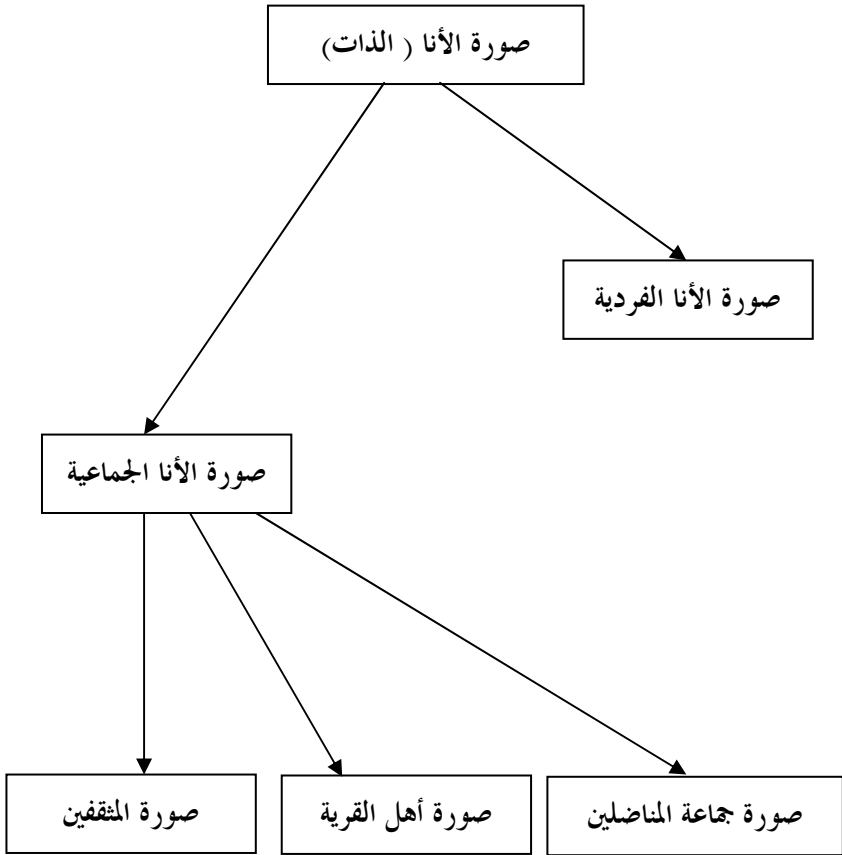 صورة الأنا ( الذات)
صورة الأنا الفردية
صورة الأنا الجماعية
صورة جماعة المناضلين
صورة أهل القرية
صورة المثقفين